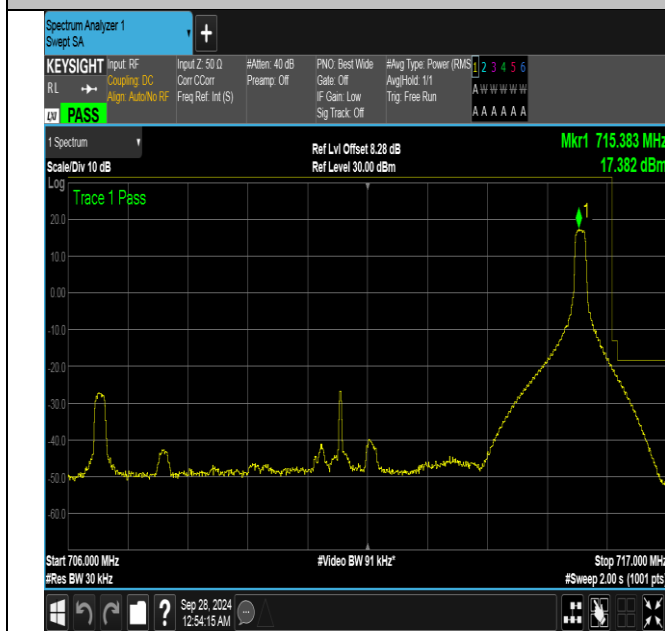 Spectrum Analyzer 1
Swept SA
+
KEYSIGHT Input: RF Input Z: 50 Ω #Atten: 40 dB PNO: Best Wide #Avg Type: Power (RMS 1 2 3 4 5 6
RL Coupling: DC Corr CCorr Preamp: Off Gate: Off Avg|Hold: 1/1 A W W W W W
Align: Auto/No RF Freq Ref: Int (S) IF Gain: Low Trig: Free Run
LXI PASS Sig Track: Off A A A A A A
1 Spectrum Ref Lvl Offset 8.28 dB Mkr1 715.383 MHz
Scale/Div 10 dB Ref Level 30.00 dBm 17.382 dBm
Log
Trace 1 Pass
1
20.0
10.0
0.00
-10.0
-20.0
-30.0
-40.0
-50.0
-60.0
Start 706.000 MHz #Video BW 91 kHz* Stop 717.000 MHz
#Res BW 30 kHz #Sweep 2.00 s (1001 pts)
? Sep 28, 2024
12:54:15 AM